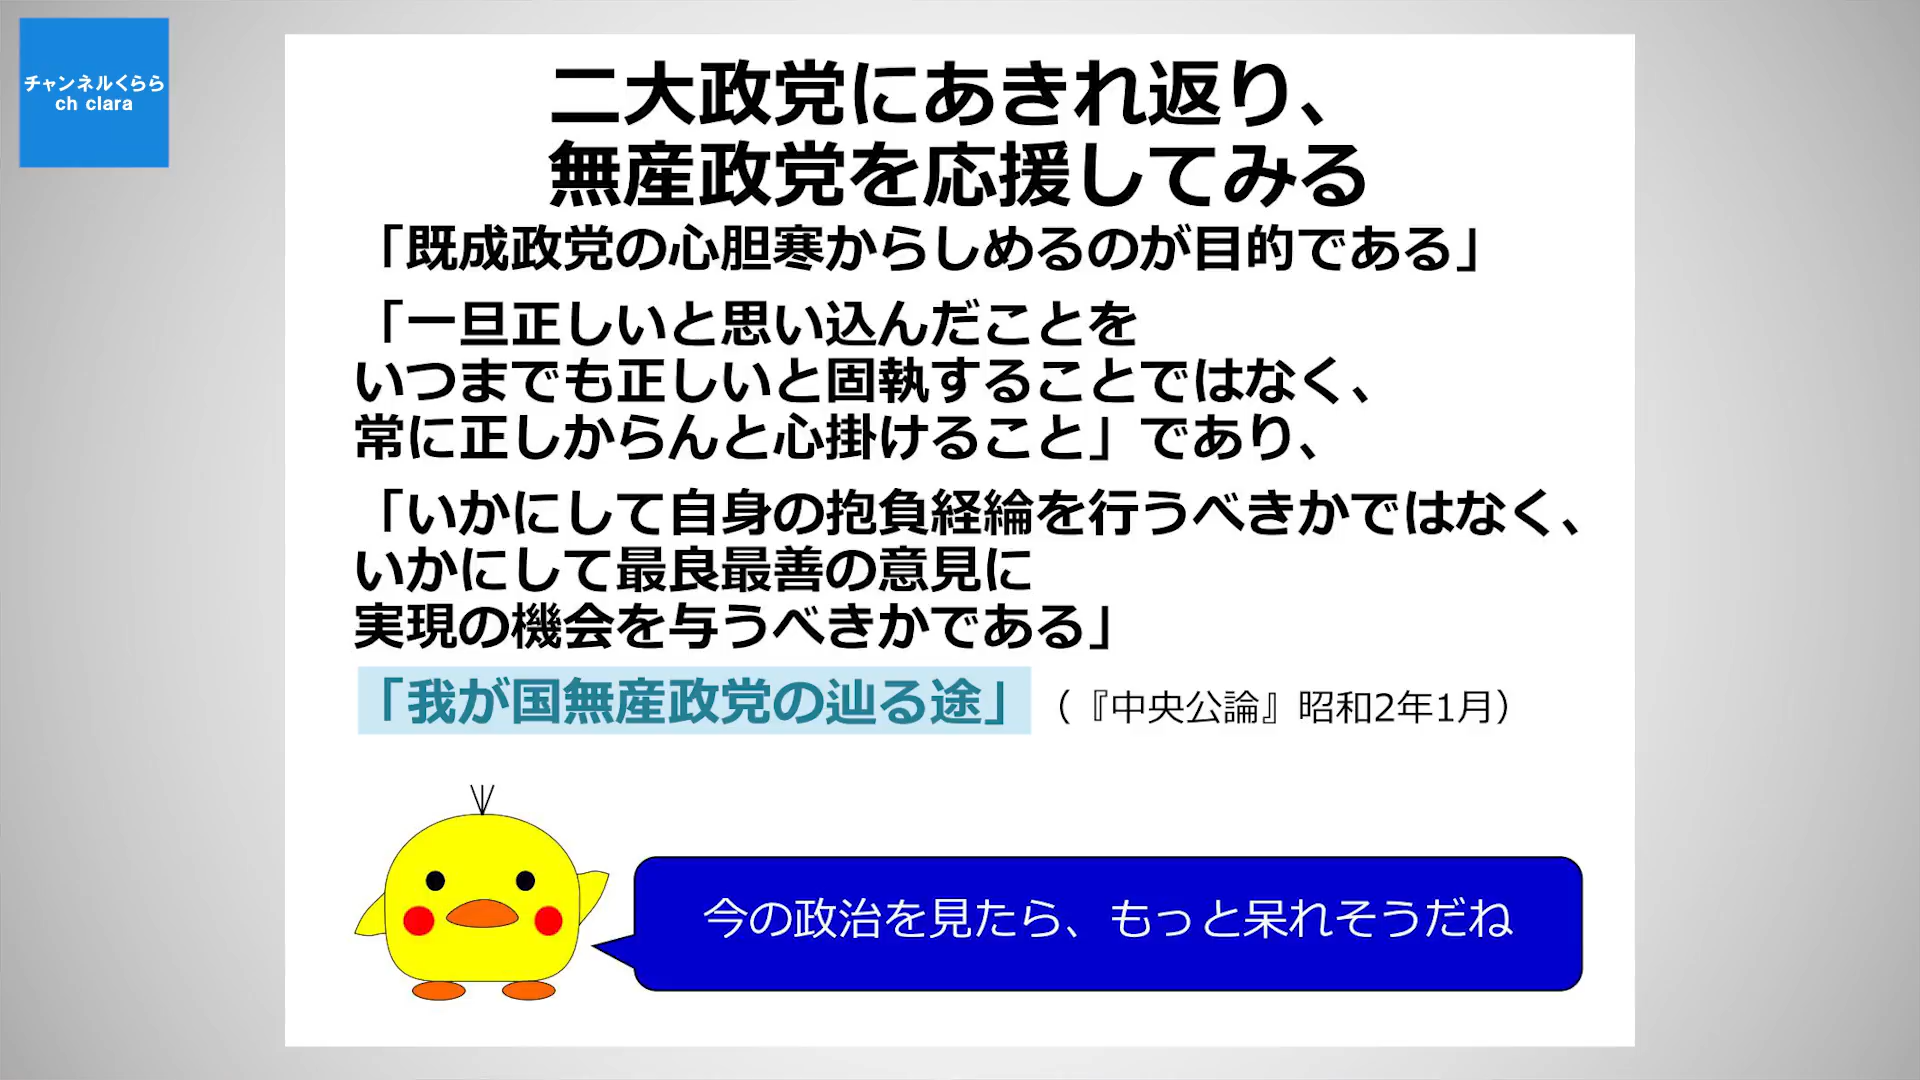 チャンネルくらら
ch clara
二大政党にあきれ返り、
無産政党を応援してみる
「既成政党の心胆寒からしめるのが目的である」
「一旦正しいと思い込んだことを
いつまでも正しいと固執することではなく、
常に正しからんと心掛けること」であり、
「いかにして自身の抱負経綸を行うべきかではなく、
いかにして最良最善の意見に
実現の機会を与うべきかである」
「我が国無産政党の辿る途」（『中央公論』昭和2年1月）
今の政治を見たら、もっと呆れそうだね